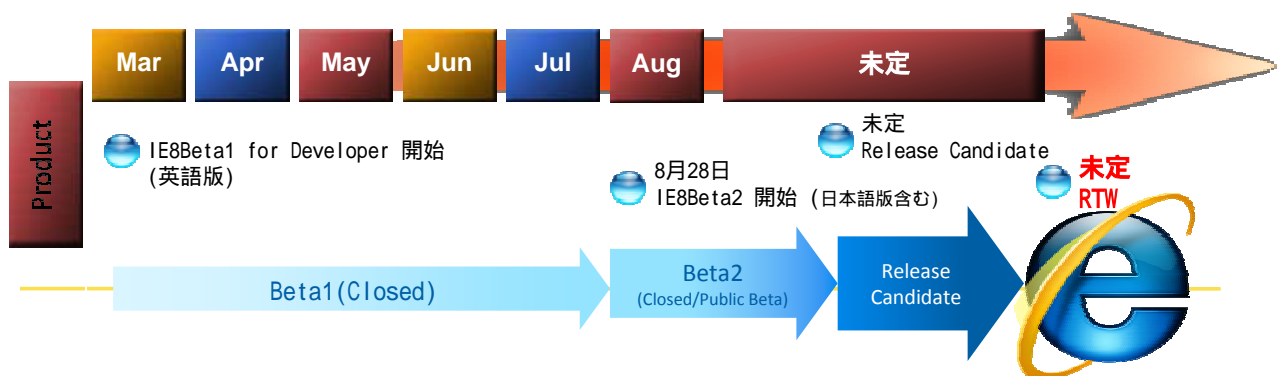 Mar
Apr
May
Jun
Jul
Aug
未定
Product
IE8Beta1 for Developer 開始
(英語版)
8月28日
IE8Beta2 開始 (日本語版含む)
未定
Release Candidate
未定
RTW
Beta1(Closed)
Beta2
(Closed/Public Beta)
Release
Candidate